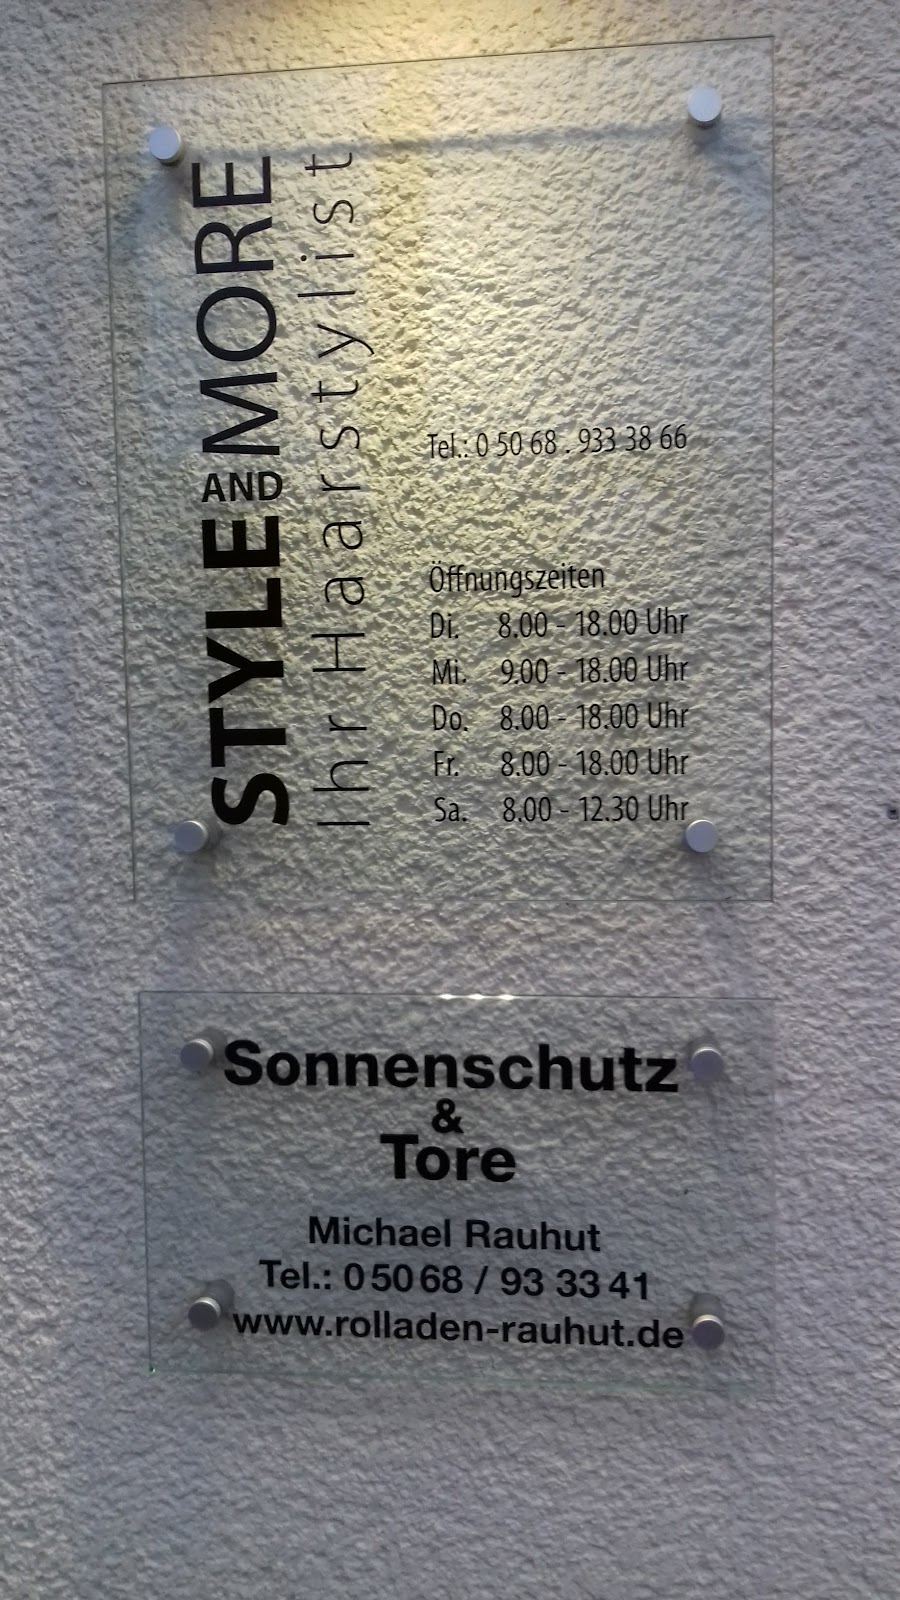 STYLE AND MORE
Ihr Haarstylist
Tel.: 0 50 68 . 933 38 66
Öffnungszeiten
Di. 8.00 - 18.00 Uhr
Mi. 9.00 - 18.00 Uhr
Do. 8.00 - 18.00 Uhr
Fr. 8.00 - 18.00 Uhr
Sa. 8.00 - 12.30 Uhr
Sonnenschutz
&
Tore
Michael Rauhut
Tel.: 0 50 68 / 93 33 41
www.rolladen-rauhut.de